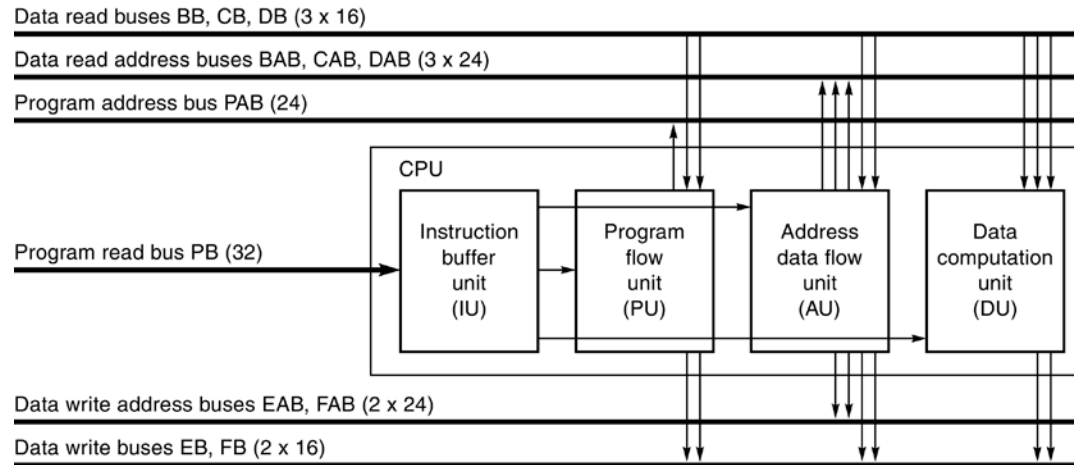 Data read buses BB, CB, DB (3 x 16)
Data read address buses BAB, CAB, DAB (3 x 24)
Program address bus PAB (24)
CPU
Program read bus PB (32)
Instruction
buffer
unit
(IU)
Program
flow
unit
(PU)
Address
data flow
unit
(AU)
Data
computation
unit
(DU)
Data write address buses EAB, FAB (2 x 24)
Data write buses EB, FB (2 x 16)